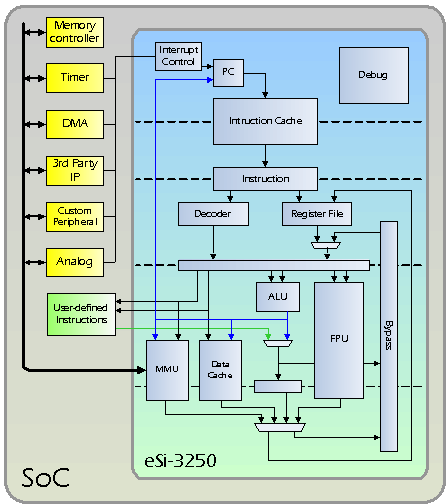 Memory
controller
Timer
DMA
3rd Party
IP
Custom
Peripheral
Analog
User-defined
Instructions
Interrupt
Control
PC
Debug
Intruction Cache
Instruction
Decoder
Register File
ALU
FPU
Bypass
MMU
Data
Cache
eSi-3250
SoC